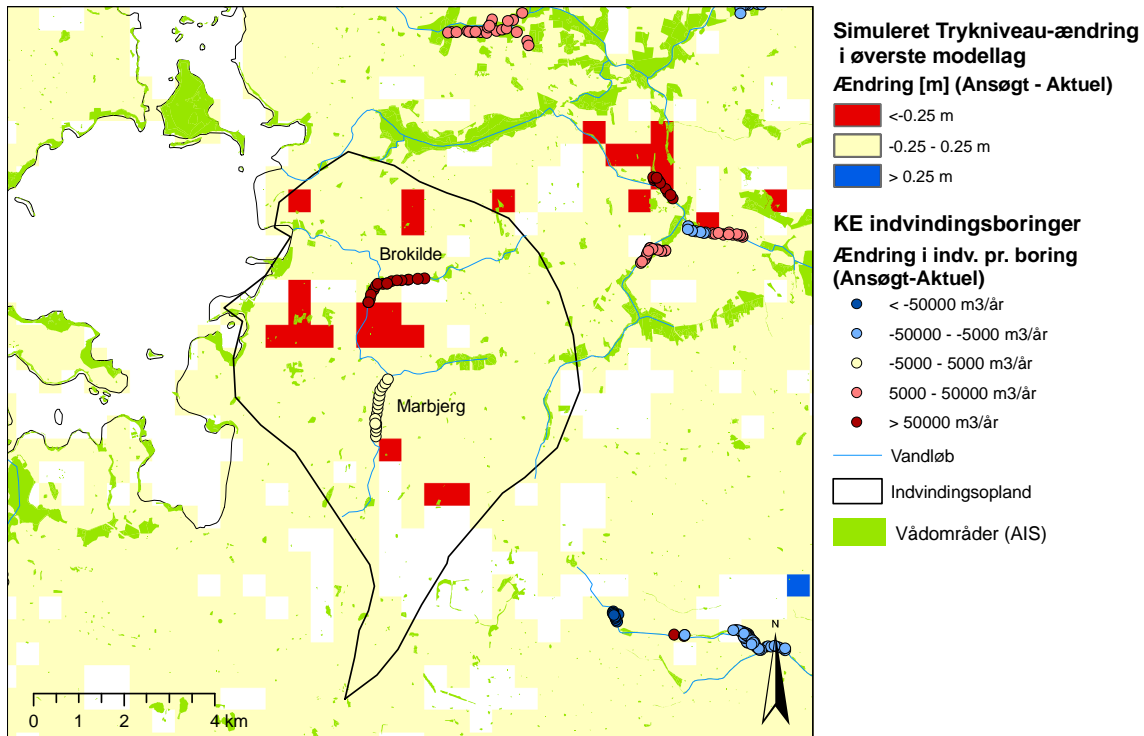 Simuleret Trykniveau-ændring
i øverste modellag
Ændring [m] (Ansøgt - Aktuel)
<-0.25 m
-0.25 - 0.25 m
> 0.25 m
KE indvindingsboringer
Ændring i indv. pr. boring
(Ansøgt-Aktuel)
< -50000 m3/år
-50000 - -5000 m3/år
-5000 - 5000 m3/år
5000 - 50000 m3/år
> 50000 m3/år
Vandløb
Indvindingsopland
Vådområder (AIS)
Brokilde
Marbjerg
N
0 1 2 4 km